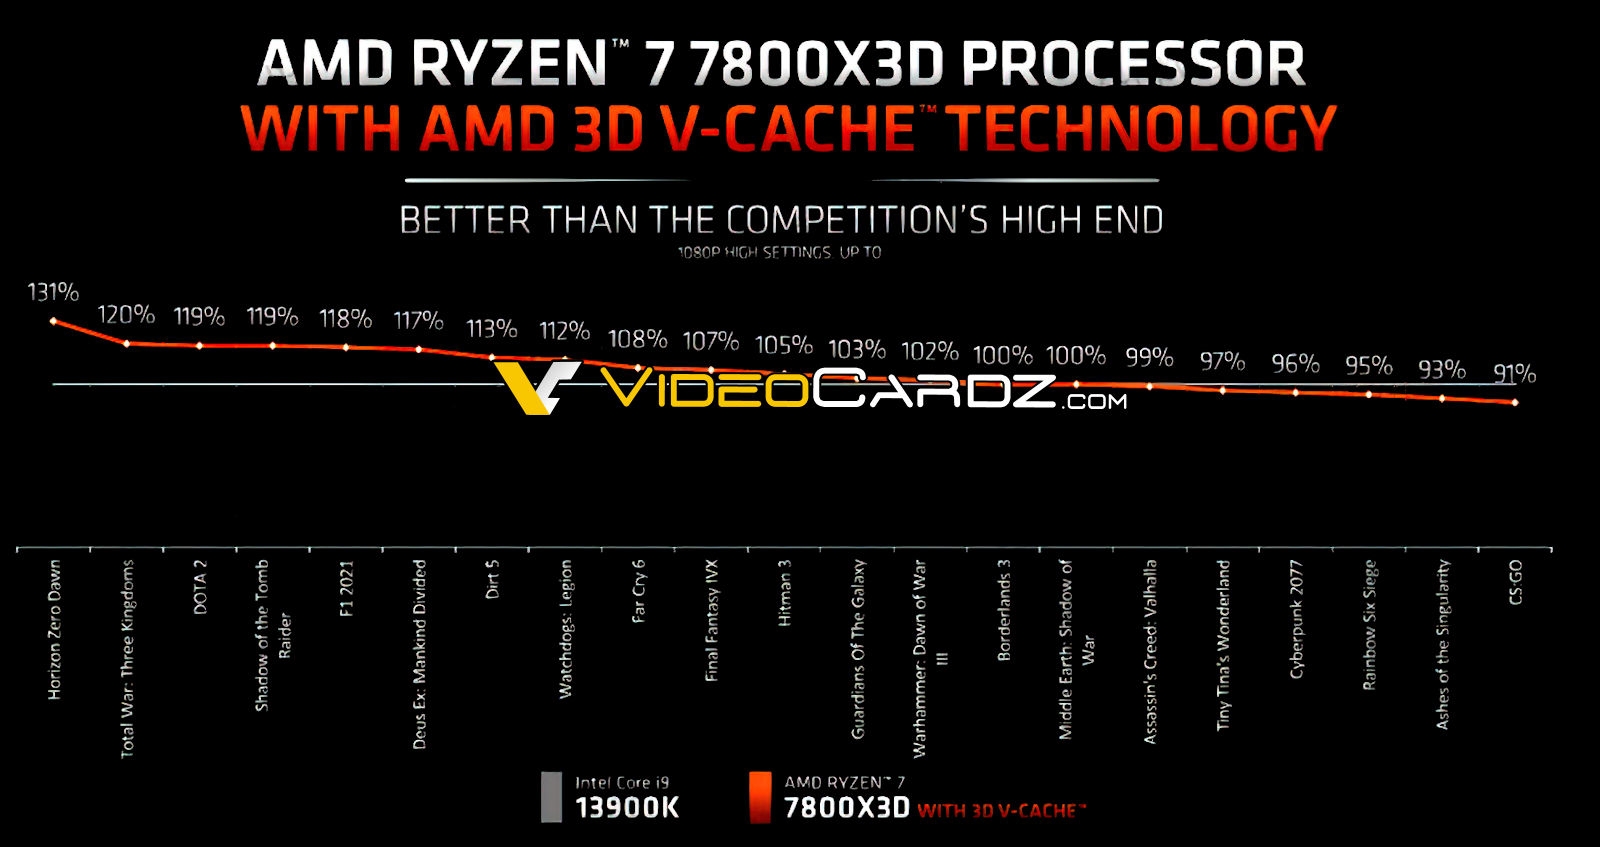 AMD RYZEN™ 7 7800X3D PROCESSOR
WITH AMD 3D V-CACHE™ TECHNOLOGY
BETTER THAN THE COMPETITION'S HIGH END
1080P HIGH SETTINGS. UP TO
131%
120%
119%
119%
118%
117%
113%
112%
108%
107%
105%
103%
102%
100%
100%
99%
97%
96%
95%
93%
91%
VIDEOCARDZ.COM
Horizon Zero Dawn
Total War: Three Kingdoms
DOTA 2
Shadow of the Tomb
Raider
F1 2021
Deus Ex: Mankind Divided
Dirt 5
Watchdogs: Legion
Far Cry 6
Final Fantasy IVX
Hitman 3
Guardians Of The Galaxy
Warhammer: Dawn of War
III
Borderlands 3
Middle Earth: Shadow of
War
Assassin's Creed: Valhalla
Tiny Tina's Wonderland
Cyberpunk 2077
Rainbow Six Siege
Ashes of the Singularity
CS:GO
Intel Core i9
13900K
AMD RYZEN™ 7
7800X3D WITH 3D V-CACHE™